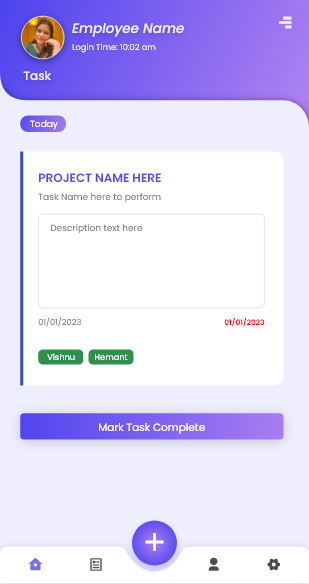 Employee Name
Login Time: 10:02 am
Task
Today
PROJECT NAME HERE
Task Name here to perform
Description text here
01/01/2023 01/01/2023
Vishnu Hemant
Mark Task Complete